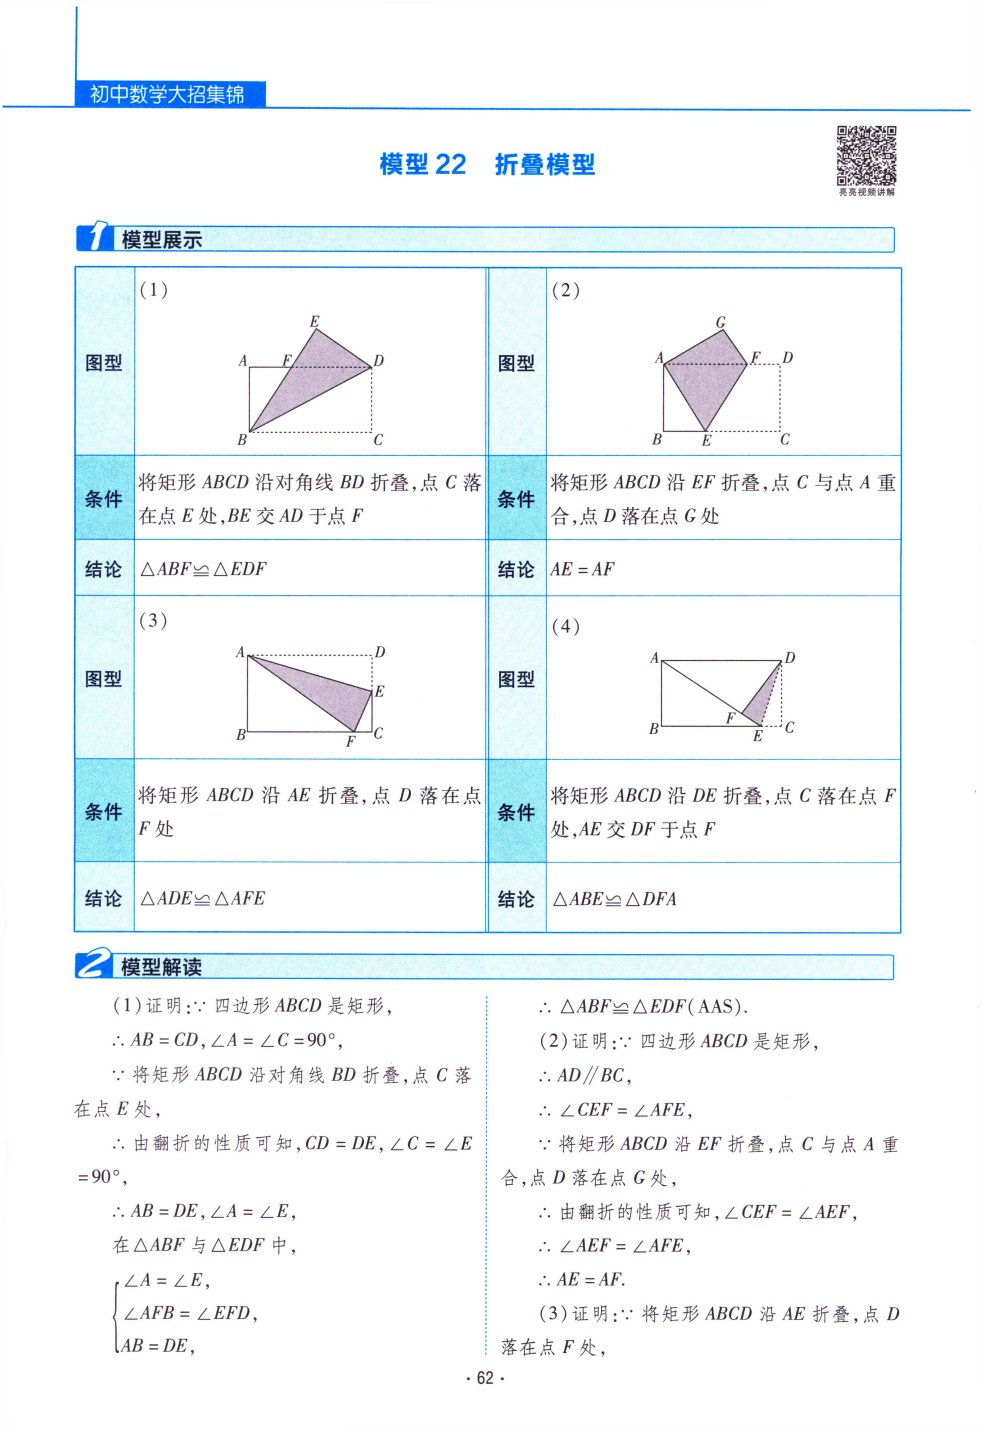 初中数学大招集锦
模型 22 折叠模型
亮亮视频讲解
1 模型展示
图型
(1)
A
B
C
D
E
F
图型
(2)
A
B
C
D
E
F
G
条件
将矩形 ABCD 沿对角线 BD 折叠,点 C 落
在点 E 处,BE 交 AD 于点 F
条件
将矩形 ABCD 沿 EF 折叠,点 C 与点 A 重
合,点 D 落在点 G 处
结论
△ABF≌△EDF
结论
AE = AF
图型
(3)
A
B
C
D
E
F
图型
(4)
A
B
C
D
E
F
条件
将矩形 ABCD 沿 AE 折叠,点 D 落在点
F 处
条件
将矩形 ABCD 沿 DE 折叠,点 C 落在点 F
处,AE 交 DF 于点 F
结论
△ADE≌△AFE
结论
△ABE≌△DFA
2 模型解读
(1)证明:∵ 四边形 ABCD 是矩形,
∴ AB = CD,∠A = ∠C = 90°,
∵ 将矩形 ABCD 沿对角线 BD 折叠,点 C 落
在点 E 处,
∴ 由翻折的性质可知,CD = DE,∠C = ∠E
= 90°,
∴ AB = DE,∠A = ∠E,
在△ABF 与△EDF 中,
∠A = ∠E,
∠AFB = ∠EFD,
AB = DE,
∴ △ABF≌△EDF(AAS).
(2)证明:∵ 四边形 ABCD 是矩形,
∴ AD∥BC,
∴ ∠CEF = ∠AFE,
∵ 将矩形 ABCD 沿 EF 折叠,点 C 与点 A 重
合,点 D 落在点 G 处,
∴ 由翻折的性质可知,∠CEF = ∠AEF,
∴ ∠AEF = ∠AFE,
∴ AE = AF.
(3)证明:∵ 将矩形 ABCD 沿 AE 折叠,点 D
落在点 F 处,
· 62 ·